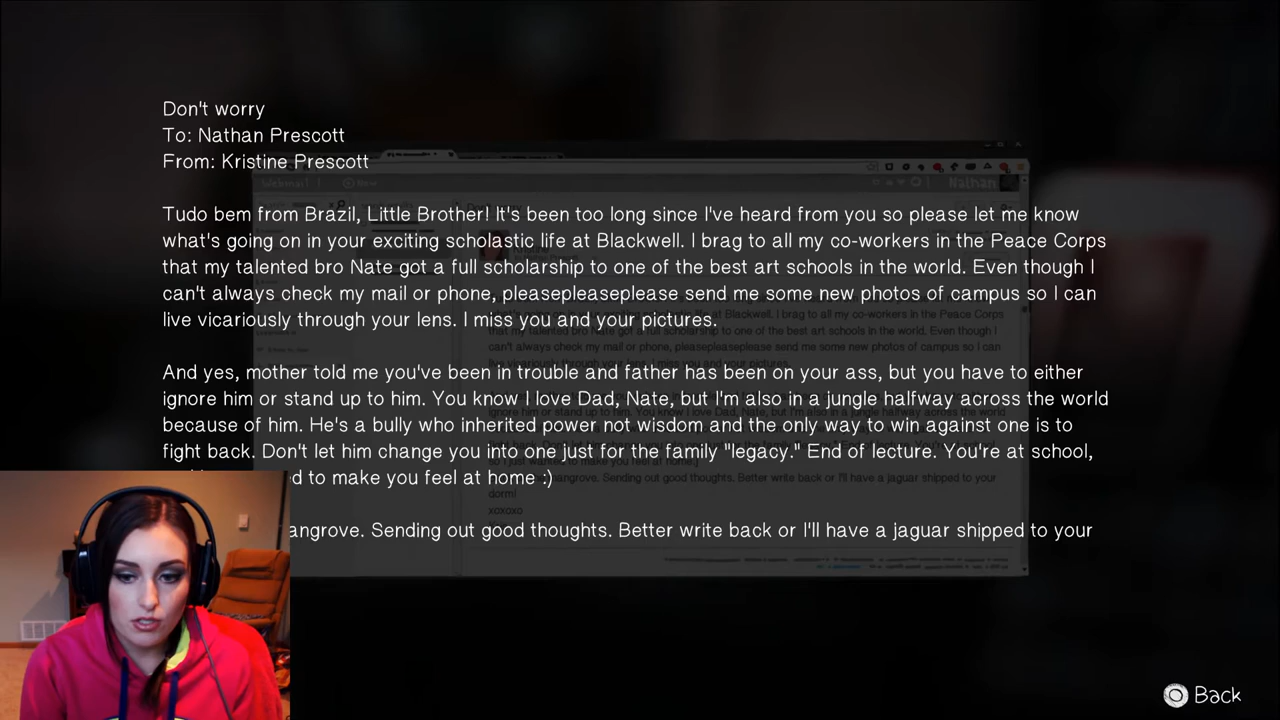 Don't worry
To: Nathan Prescott
From: Kristine Prescott
Tudo bem from Brazil, Little Brother! It's been too long since I've heard from you so please let me know
what's going on in your exciting scholastic life at Blackwell. I brag to all my co-workers in the Peace Corps
that my talented bro Nate got a full scholarship to one of the best art schools in the world. Even though I
can't always check my mail or phone, pleasepleaseplease send me some new photos of campus so I can
live vicariously through your lens. I miss you and your pictures.
And yes, mother told me you've been in trouble and father has been on your ass, but you have to either
ignore him or stand up to him. You know I love Dad, Nate, but I'm also in a jungle halfway across the world
because of him. He's a bully who inherited power not wisdom and the only way to win against one is to
fight back. Don't let him change you into one just for the family "legacy." End of lecture. You're at school,
d to make you feel at home :)
angrove. Sending out good thoughts. Better write back or I'll have a jaguar shipped to your
dorm!
xoxoxo
Nathan
Back